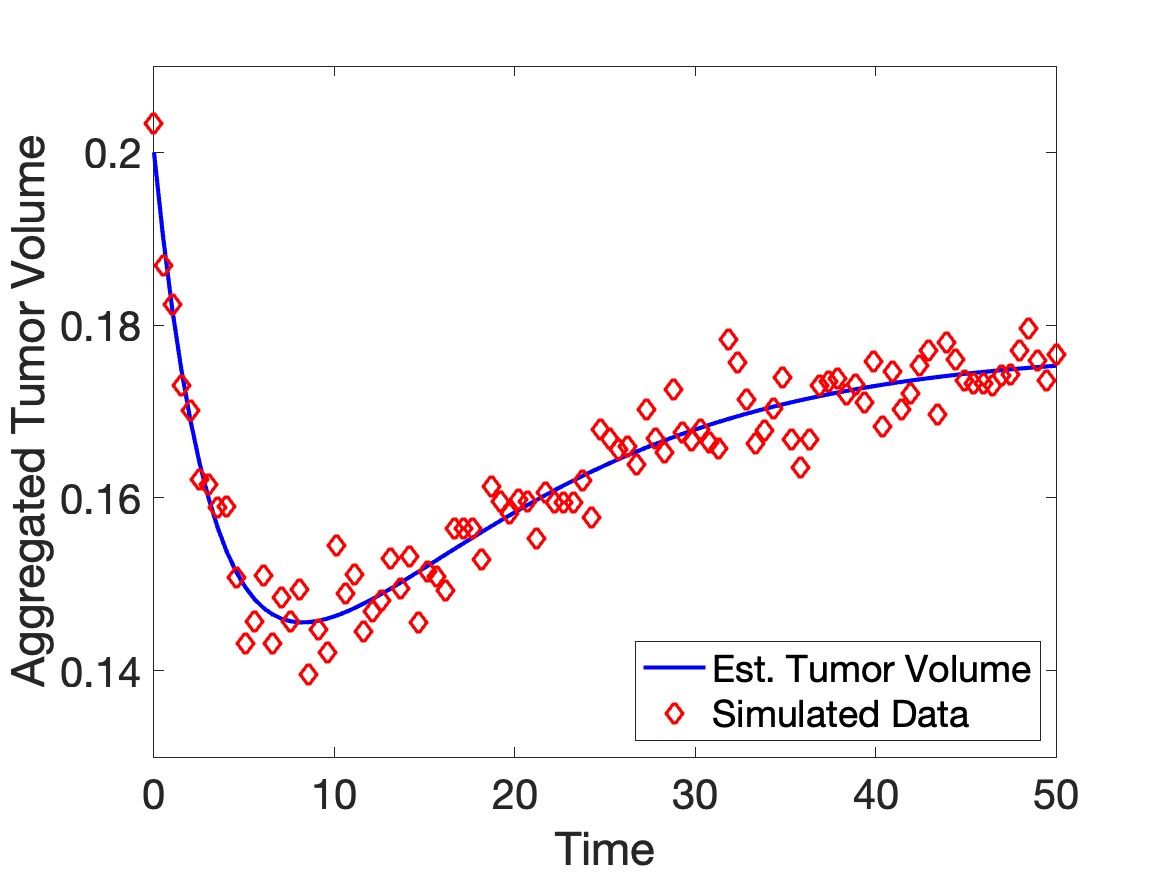 Aggregated Tumor Volume
0.2
0.18
0.16
0.14
Est. Tumor Volume
Simulated Data
0 10 20 30 40 50
Time